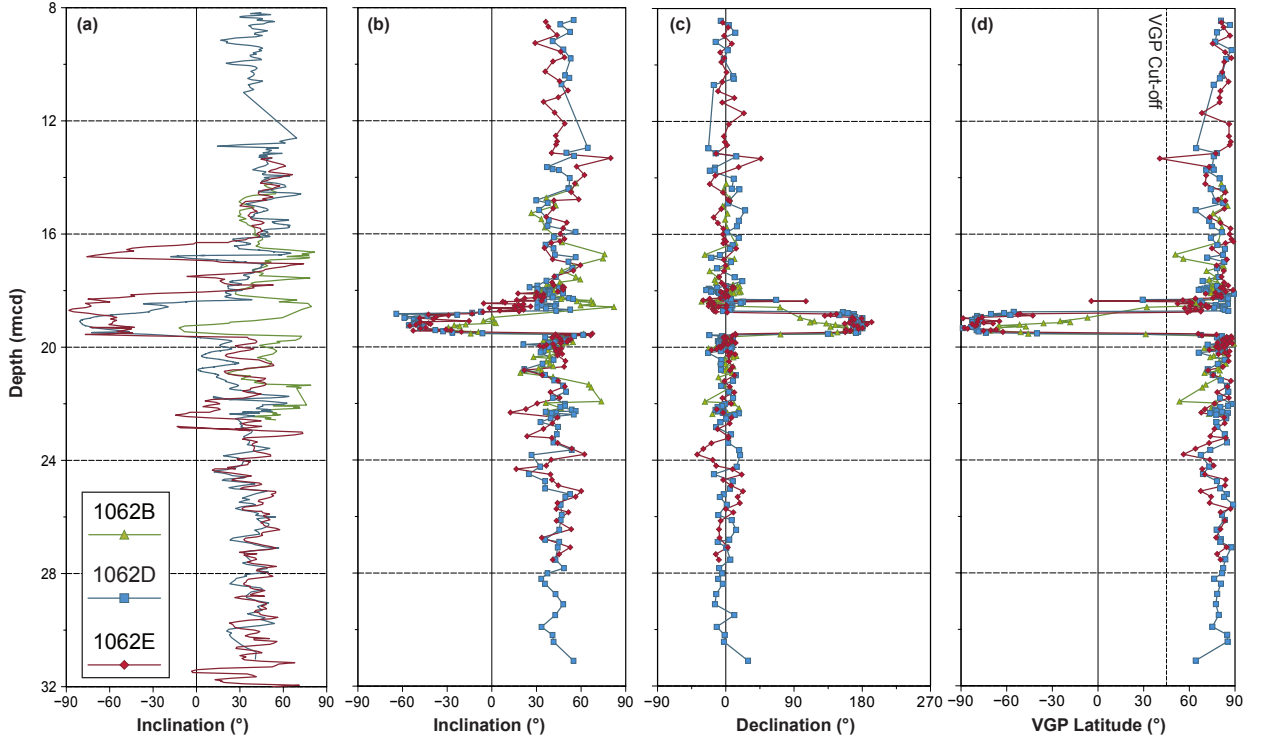 (a)
(b)
(c)
(d)
VGP Cut-off
8
12
16
20
24
28
32
Depth (rmcd)
1062B
1062D
1062E
−90 −60 −30 0 30 60 90
Inclination (°)
−90 −60 −30 0 30 60 90
Inclination (°)
−90 0 90 180 270
Declination (°)
−90 −60 −30 0 30 60 90
VGP Latitude (°)